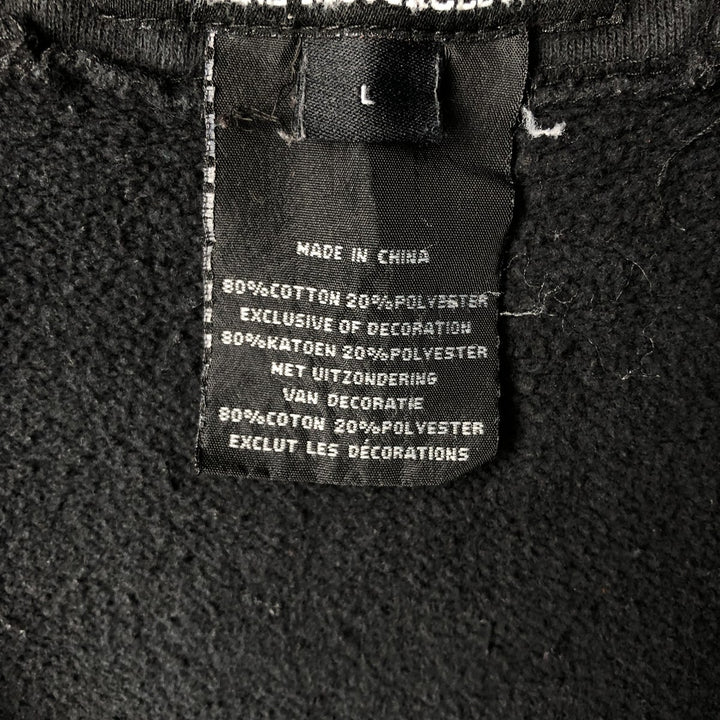 L
MADE IN CHINA
80%COTTON 20%POLYESTER
EXCLUSIVE OF DECORATION
80%KATOEN 20%POLYESTER
MET UITZONDERING
VAN DECORATIE
80%COTON 20%POLYESTER
EXCLUT LES DÉCORATIONS